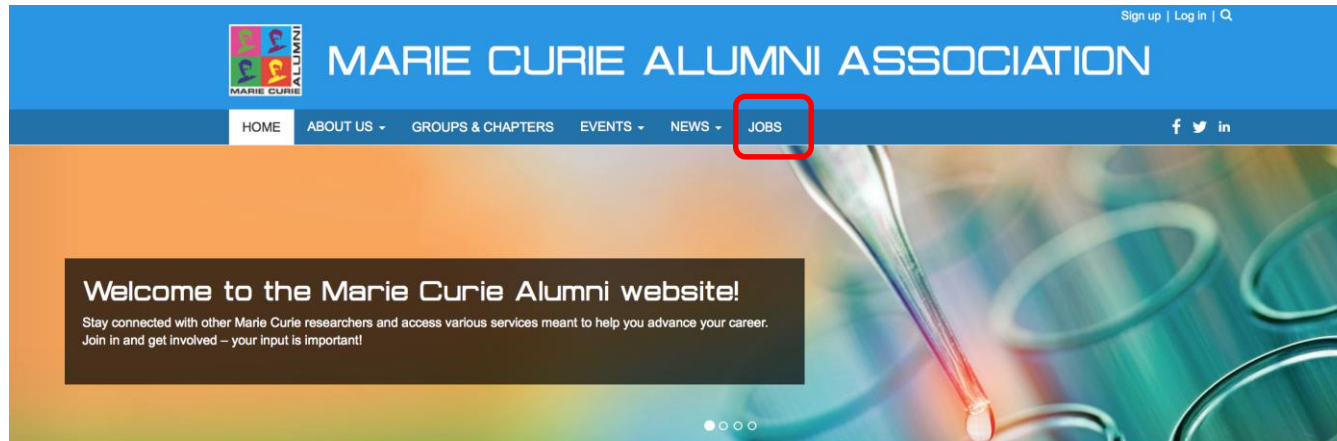 Sign up | Log in |
MARIE CURIE
ALUMNI
MARIE CURIE ALUMNI ASSOCIATION
HOME ABOUT US GROUPS & CHAPTERS EVENTS NEWS JOBS
f in
Welcome to the Marie Curie Alumni website!
Stay connected with other Marie Curie researchers and access various services meant to help you advance your career.
Join in and get involved – your input is important!